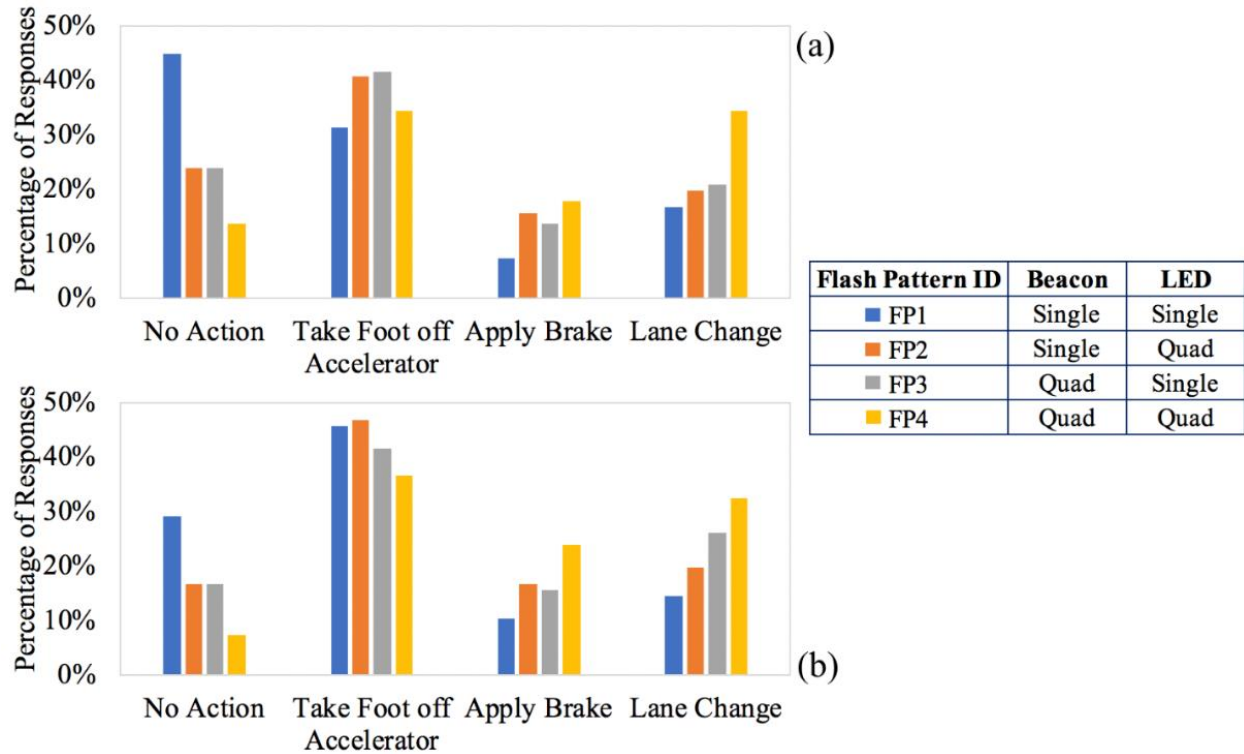 Percentage of Responses
50%
40%
30%
20%
10%
0%
No Action
Take Foot off
Accelerator
Apply Brake
Lane Change
(a)
Flash Pattern ID Beacon LED
FP1 Single Single
FP2 Single Quad
FP3 Quad Single
FP4 Quad Quad
Percentage of Responses
50%
40%
30%
20%
10%
0%
No Action
Take Foot off
Accelerator
Apply Brake
Lane Change
(b)